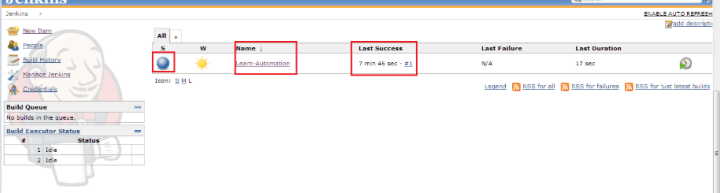 Jenkins
Jenkins
ENABLE AUTO REFRESH
New Item
People
Build History
Manage Jenkins
Credentials
add descripti
All +
S W Name ↓ Last Success Last Failure Last Duration
Learn-Automation 7 min 46 sec - #1 N/A 17 sec
Icon: S M L
Legend RSS for all RSS for failures RSS for just latest builds
Build Queue
No builds in the queue.
Build Executor Status
# Status
1 Idle
2 Idle